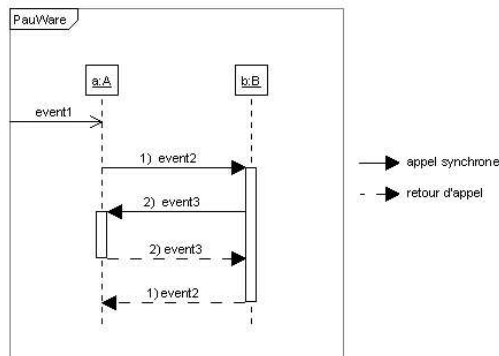 PauWare
a:A
b:B
event1
1) event2
appel synchrone
2) event3
retour d'appel
2) event3
1) event2